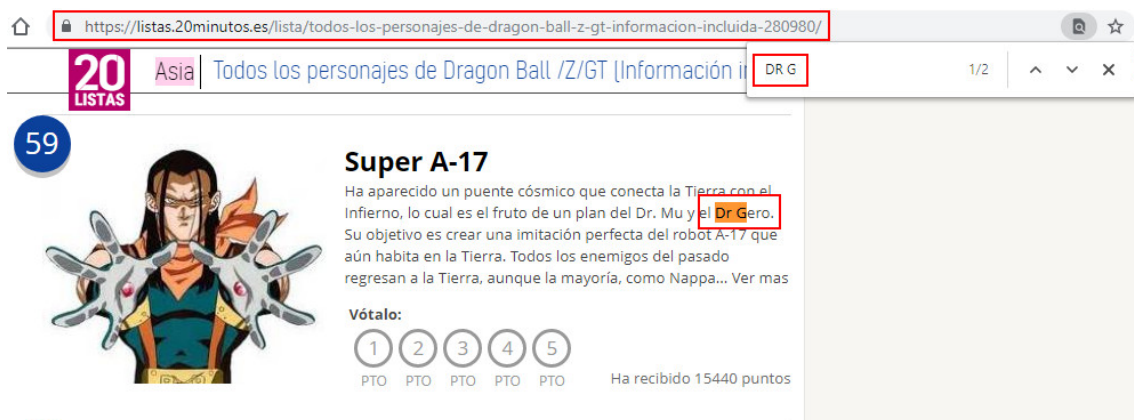 https://listas.20minutos.es/lista/todos-los-personajes-de-dragon-ball-z-gt-informacion-incluida-280980/
DR G 1/2
20 LISTAS
Asia Todos los personajes de Dragon Ball /Z/GT (Información
59
Super A-17
Ha aparecido un puente cósmico que conecta la Tierra con el
Infierno, lo cual es el fruto de un plan del Dr. Mu y el Dr Gero.
Su objetivo es crear una imitación perfecta del robot A-17 que
aún habita en la Tierra. Todos los enemigos del pasado
regresan a la Tierra, aunque la mayoría, como Nappa... Ver mas
Vótalo:
1 2 3 4 5
PTO PTO PTO PTO PTO Ha recibido 15440 puntos